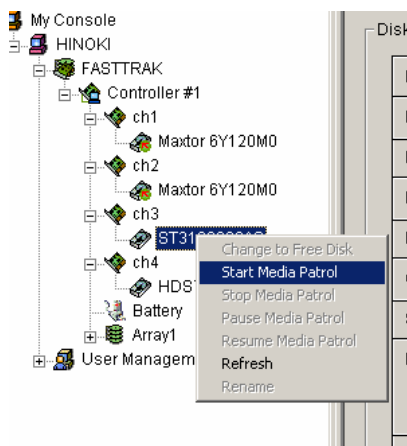 My Console
Disk
HINOKI
FASTTRAK
Controller #1
ch1
Maxtor 6Y120M0
ch2
Maxtor 6Y120M0
ch3
ch4
Battery
Array1
User Managem
Change to Free Disk
Start Media Patrol
Stop Media Patrol
Pause Media Patrol
Resume Media Patrol
Refresh
Rename